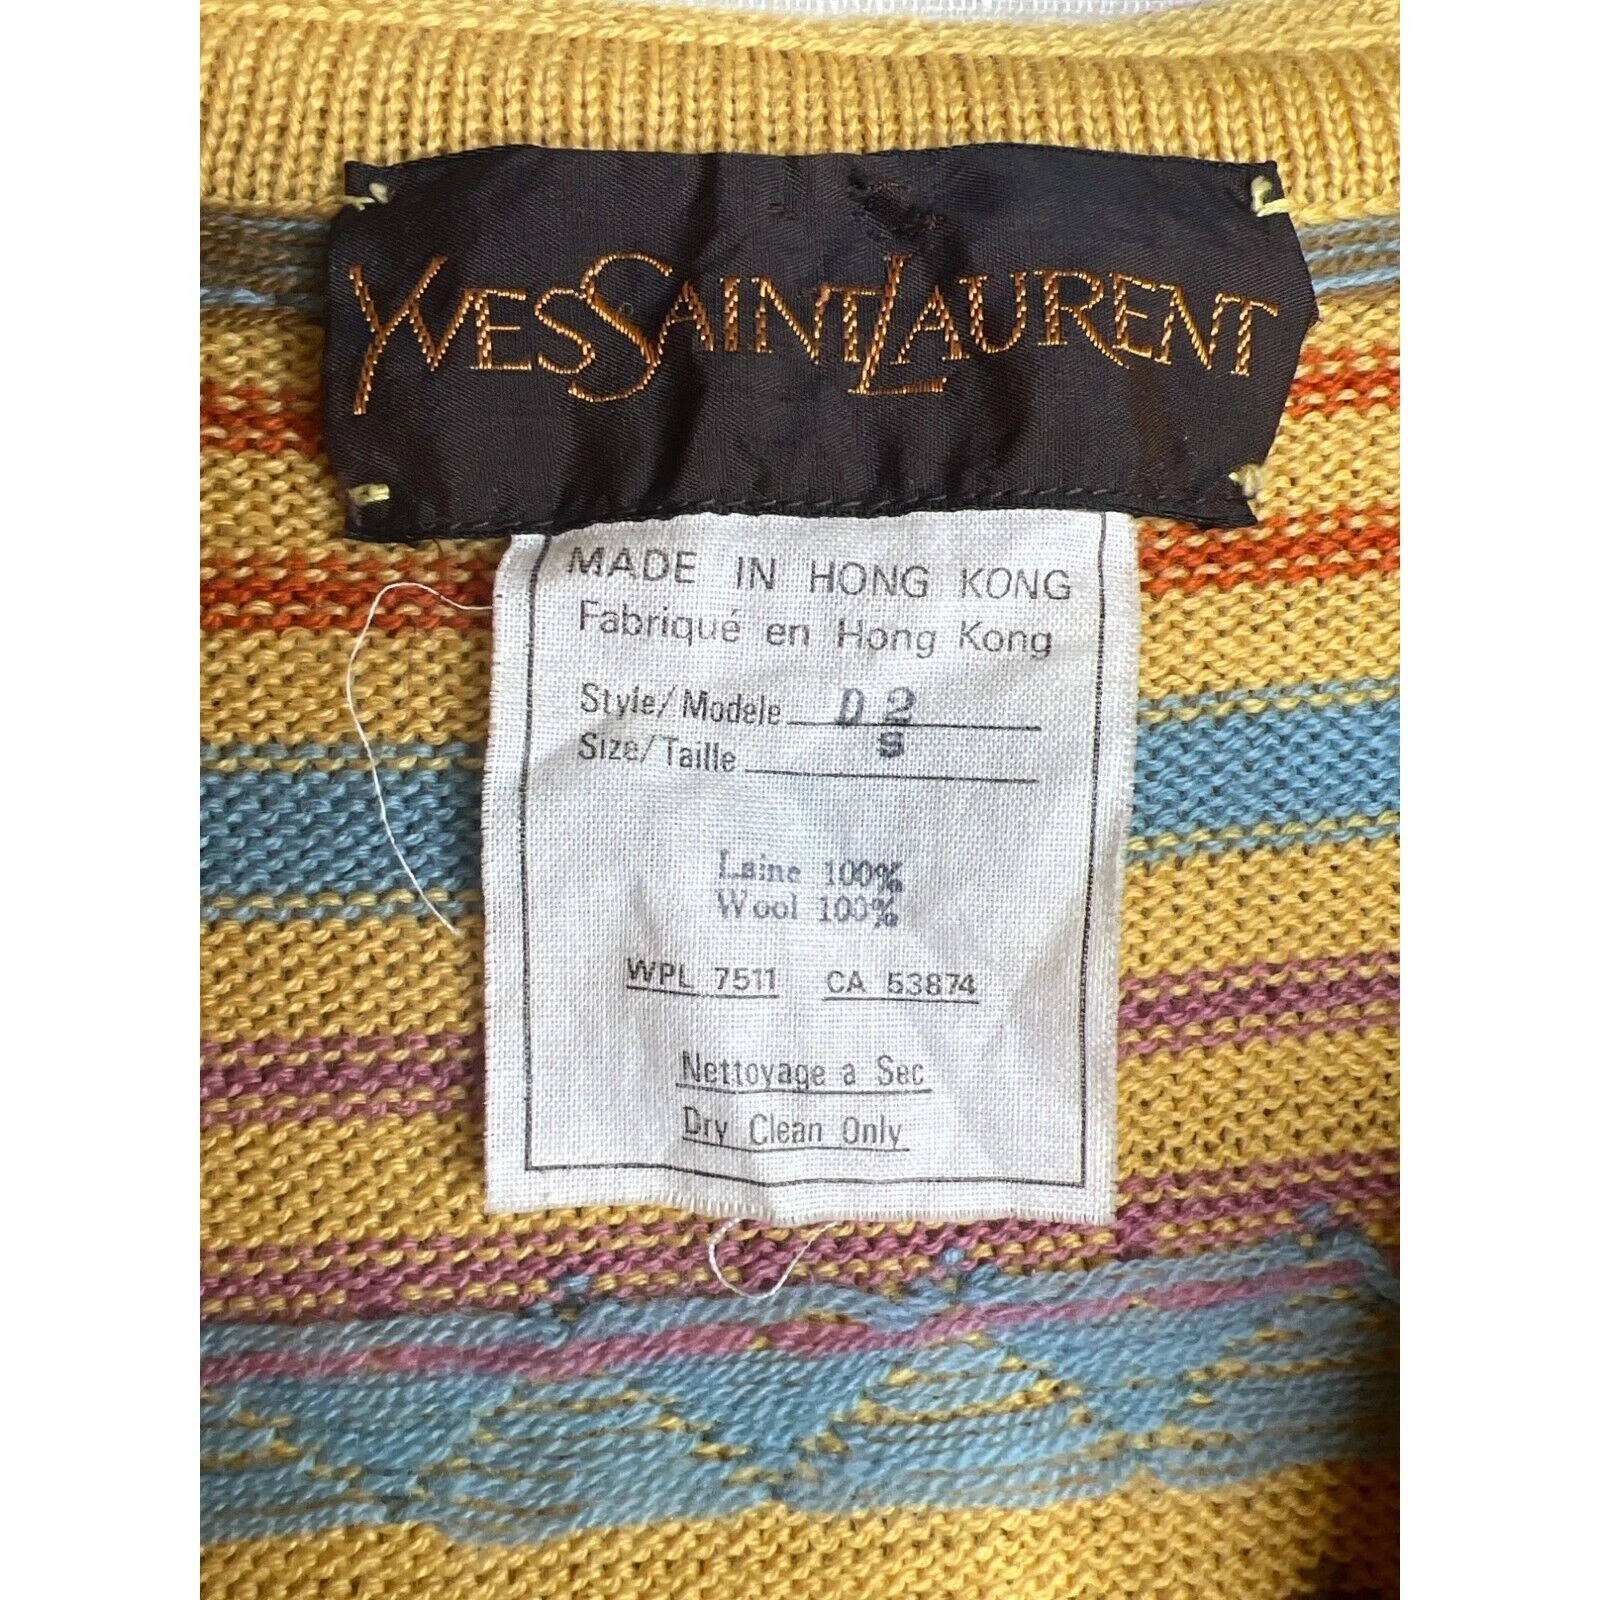 YVESSAINTLAURENT
MADE IN HONG KONG
Fabriqué en Hong Kong
Style/Modele D2
Size/Taille S
Laine 100%
Wool 100%
WPL 7511 CA 53874
Nettoyage a Sec
Dry Clean Only